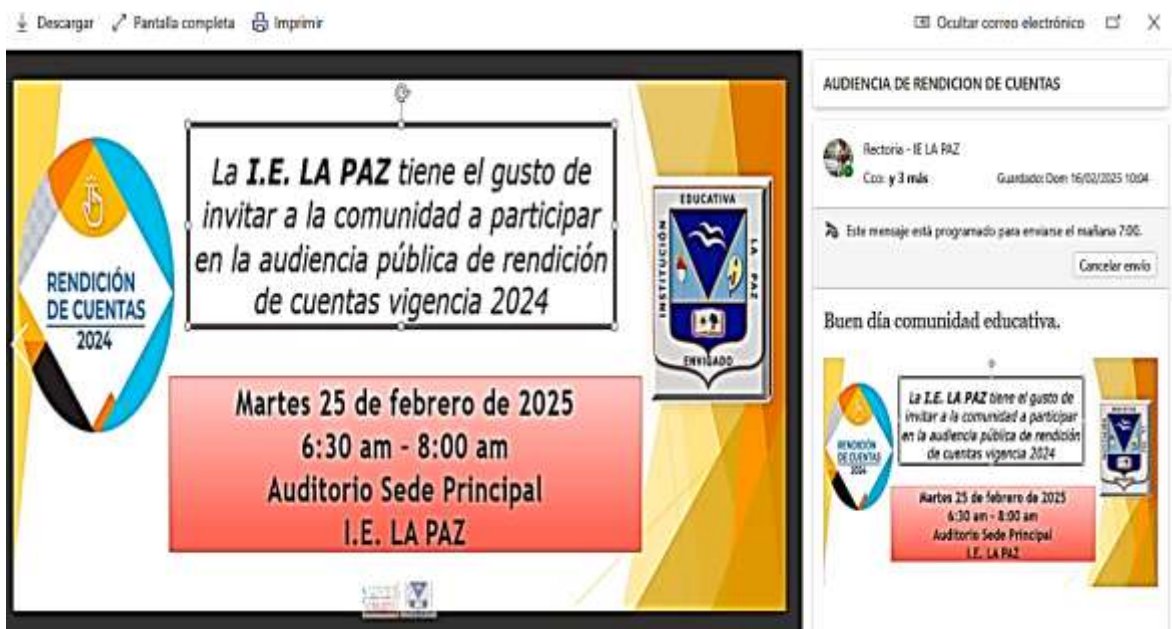 Descargar Pantalla completa Imprimir
Ocultar correo electrónico
RENDICIÓN
DE CUENTAS
2024
La I.E. LA PAZ tiene el gusto de
invitar a la comunidad a participar
en la audiencia pública de rendición
de cuentas vigencia 2024
INSTITUCIÓN
EDUCATIVA
LA PAZ
ENVIGADO
Martes 25 de febrero de 2025
6:30 am - 8:00 am
Auditorio Sede Principal
I.E. LA PAZ
AUDIENCIA DE RENDICION DE CUENTAS
Rectoria - IE LA PAZ
Cco: y 3 más
Guardado: Dom 16/02/2025 10:04
Este mensaje está programado para enviarse el mañana 7:00.
Cancelar envío
Buen día comunidad educativa.
RENDICIÓN
DE CUENTAS
2024
La I.E. LA PAZ tiene el gusto de
invitar a la comunidad a participar
en la audiencia pública de rendición
de cuentas vigencia 2024
Martes 25 de febrero de 2025
6:30 am - 8:00 am
Auditorio Sede Principal
I.E. LA PAZ